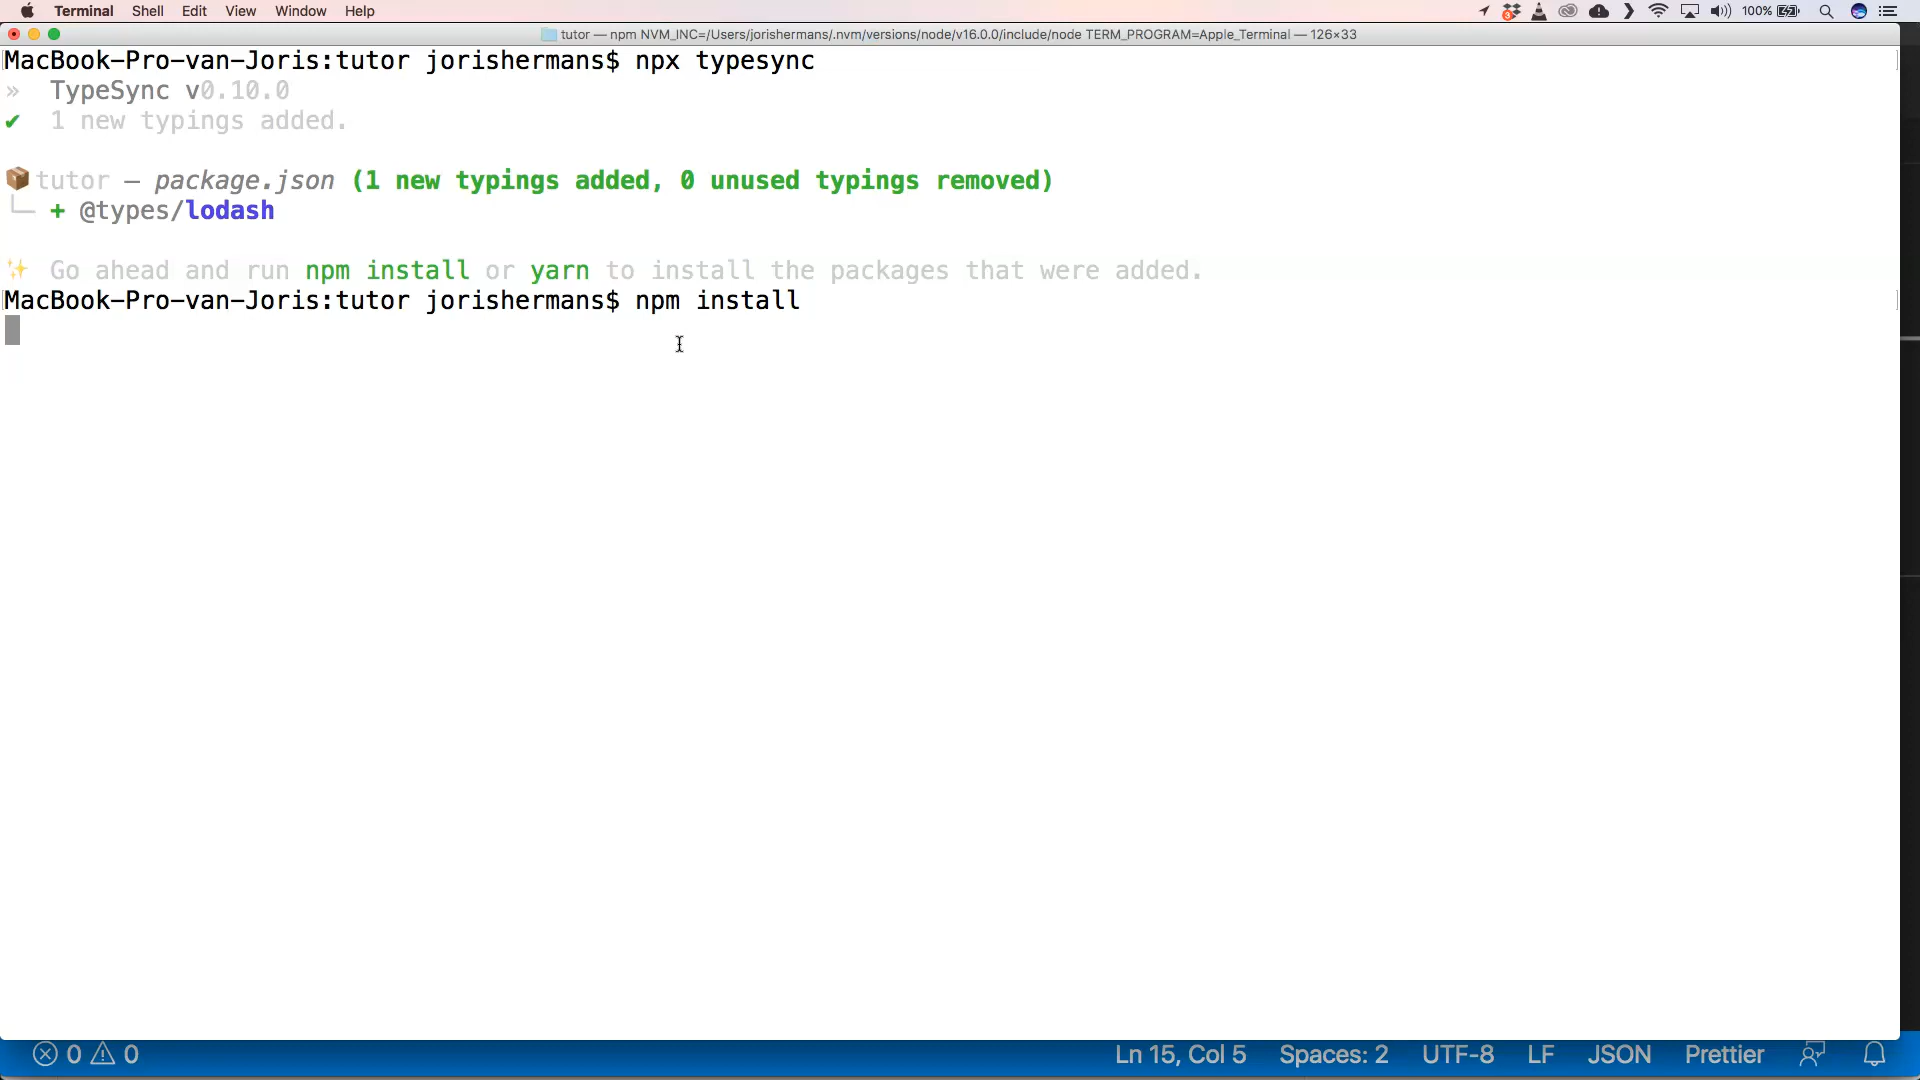 Terminal Shell Edit View Window Help 100%
tutor — npm NVM_INC=/Users/jorishermans/.nvm/versions/node/v16.0.0/include/node TERM_PROGRAM=Apple_Terminal — 126×33
MacBook-Pro-van-Joris:tutor jorishermans$ npx typesync
» TypeSync v0.10.0
✔ 1 new typings added.
📦 tutor — package.json (1 new typings added, 0 unused typings removed)
└─ + @types/lodash
✨ Go ahead and run npm install or yarn to install the packages that were added.
MacBook-Pro-van-Joris:tutor jorishermans$ npm install
0 0 Ln 15, Col 5 Spaces: 2 UTF-8 LF JSON Prettier